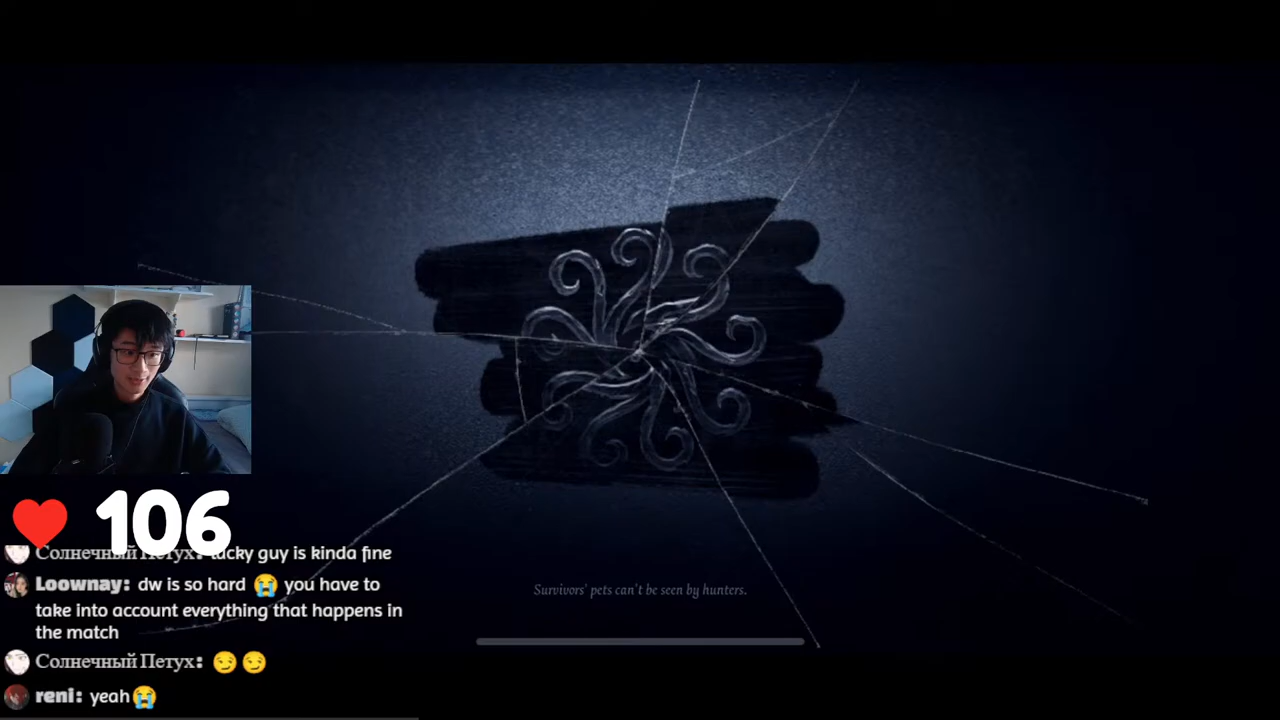 Survivors' pets can't be seen by hunters.
106
Солнечный Петух: lucky guy is kinda fine
Loownay: dw is so hard 😭 you have to
take into account everything that happens in
the match
Солнечный Петух: 😏😏
reni: yeah😭